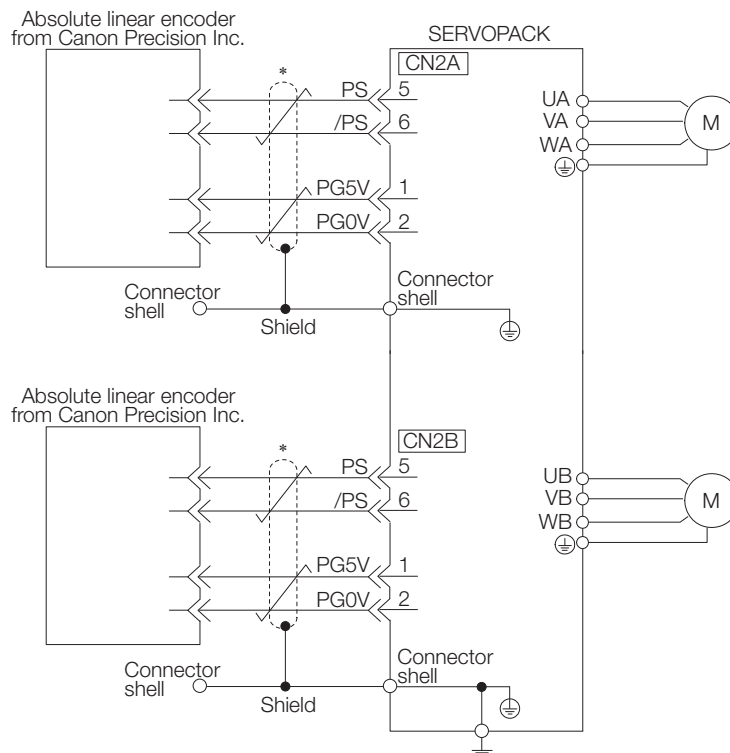 Absolute linear encoder
from Canon Precision Inc.
SERVOPACK
CN2A
*
PS
5
/PS
6
PG5V
1
PG0V
2
UA
VA
WA
M
Connector
shell
Shield
Connector
shell
Absolute linear encoder
from Canon Precision Inc.
CN2B
*
PS
5
/PS
6
PG5V
1
PG0V
2
UB
VB
WB
M
Connector
shell
Shield
Connector
shell